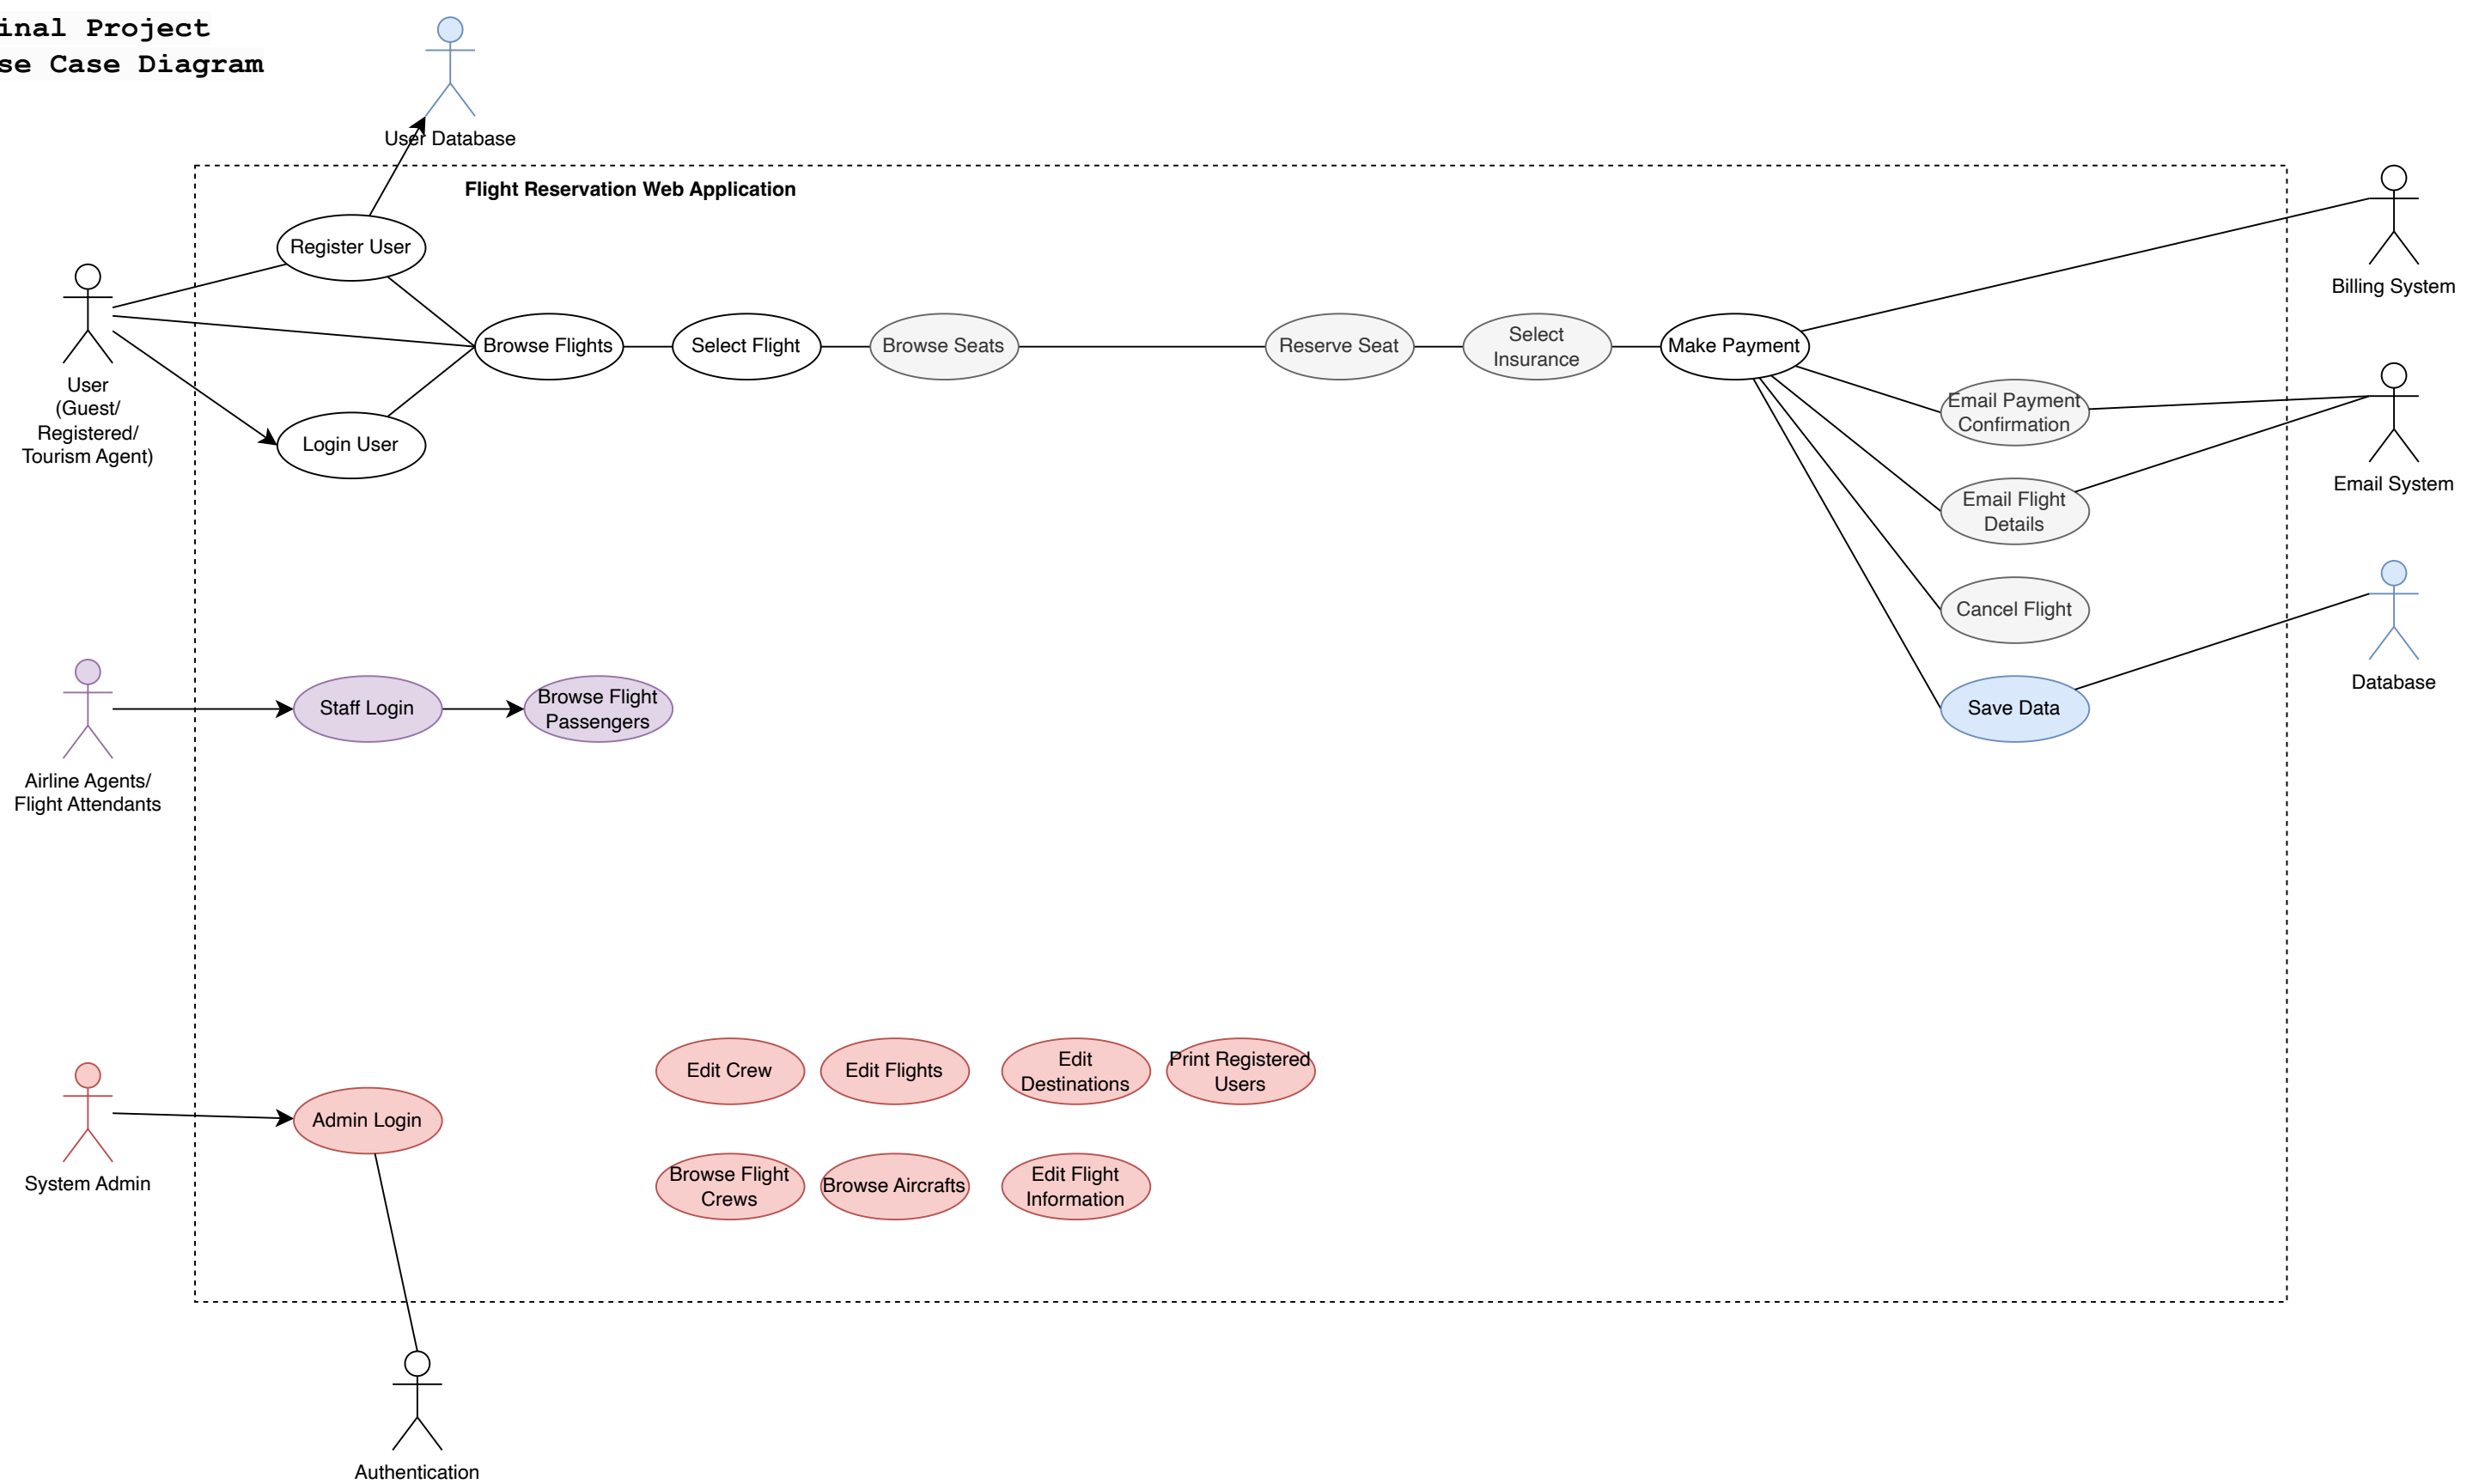 inal Project
se Case Diagram
User Database
Flight Reservation Web Application
Register User
Billing System
Browse Flights
Select Flight
Browse Seats
Reserve Seat
Select
Insurance
Make Payment
User
(Guest/
Registered/
Tourism Agent)
Login User
Email Payment
Confirmation
Email System
Email Flight
Details
Cancel Flight
Database
Save Data
Staff Login
Browse Flight
Passengers
Airline Agents/
Flight Attendants
Edit Crew
Edit Flights
Edit
Destinations
Print Registered
Users
Admin Login
System Admin
Browse Flight
Crews
Browse Aircrafts
Edit Flight
Information
Authentication